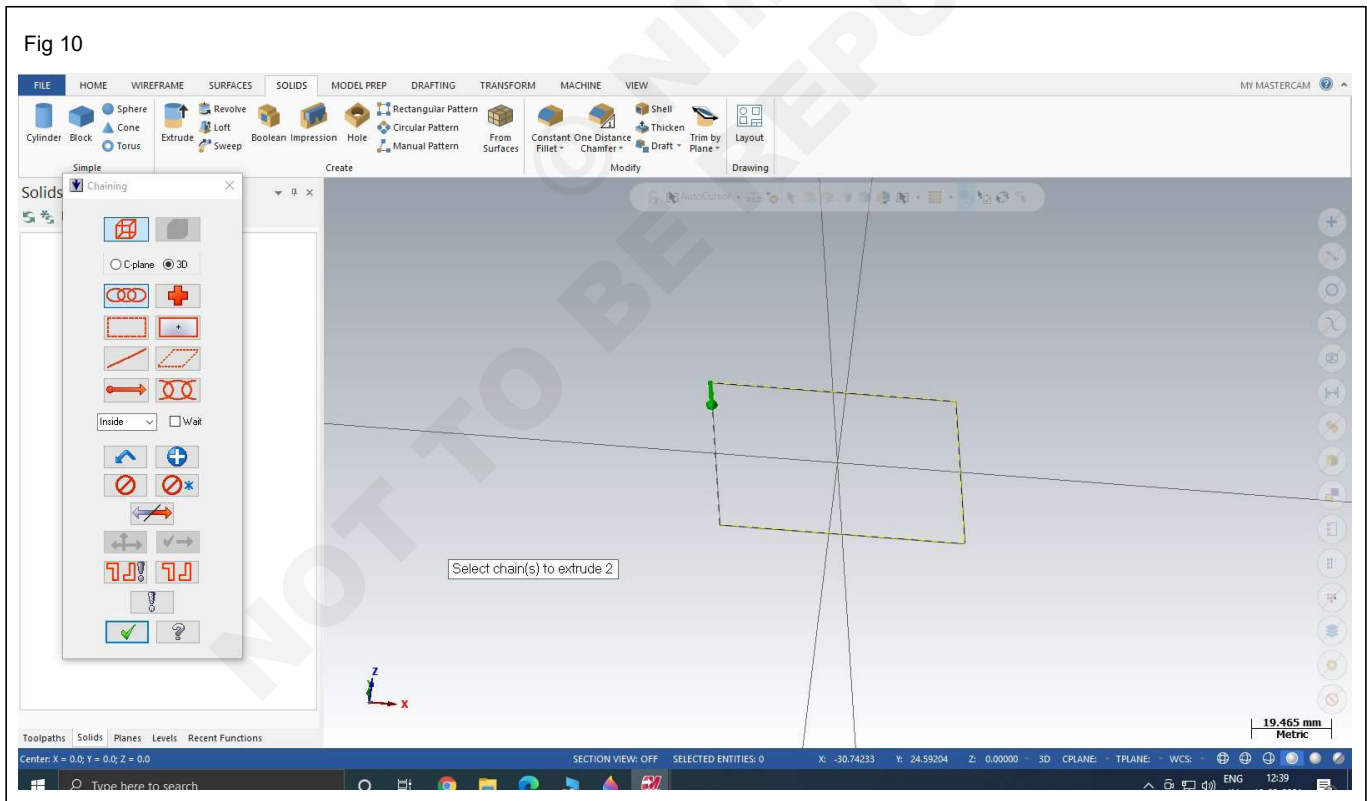 Fig 10
FILE HOME WIREFRAME SURFACES SOLIDS MODEL PREP DRAFTING TRANSFORM MACHINE VIEW MY MASTERCAM
Sphere Revolve Rectangular Pattern Shell
Cone Loft Circular Pattern Thicken
Torus Sweep Manual Pattern Draft
Cylinder Block Extrude Boolean Impression Hole From Surfaces Constant Fillet One Distance Chamfer Trim by Plane Layout
Simple Create Modify Drawing
Solids
Chaining
AutoCursor
C-plane 3D
Inside Wait
Select chain(s) to extrude 2
Z
X
19.465 mm
Metric
Toolpaths Solids Planes Levels Recent Functions
Center: X = 0.0; Y = 0.0; Z = 0.0 SECTION VIEW: OFF SELECTED ENTITIES: 0 X: -30.74233 Y: 24.59204 Z: 0.00000 3D CPLANE: TPLANE: WCS:
Type here to search ENG 12:39
NOT TO BE REPU